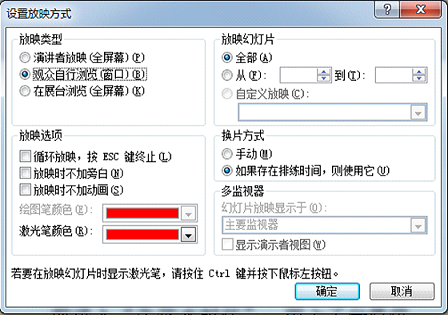 设置放映方式
放映类型
演讲者放映(全屏幕)(P)
观众自行浏览(窗口)(B)
在展台浏览(全屏幕)(K)
放映选项
循环放映，按 ESC 键终止(L)
放映时不加旁白(N)
放映时不加动画(S)
绘图笔颜色(E):
激光笔颜色(R):
放映幻灯片
全部(A)
从(F): 到(T):
自定义放映(C):
换片方式
手动(M)
如果存在排练时间，则使用它(U)
多监视器
幻灯片放映显示于(O):
主要监视器
显示演示者视图(W)
若要在放映幻灯片时显示激光笔，请按住 Ctrl 键并按下鼠标左按钮。
确定 取消